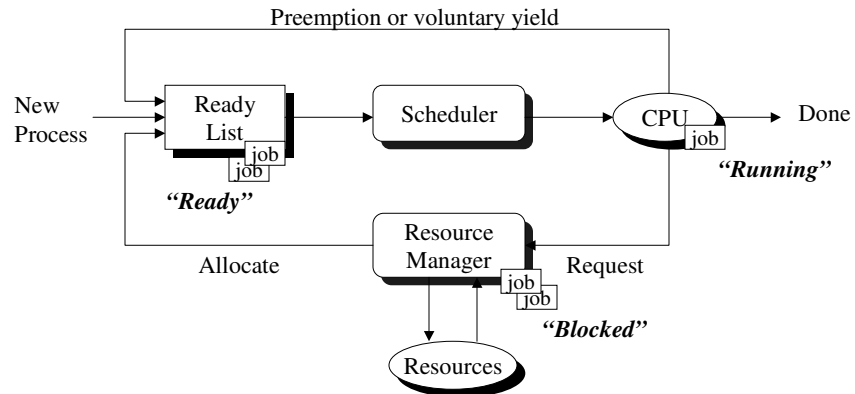 Preemption or voluntary yield
New
Process
Ready
List
job
job
“Ready”
Scheduler
CPU
job
“Running”
Done
Allocate
Resource
Manager
job
job
“Blocked”
Request
Resources